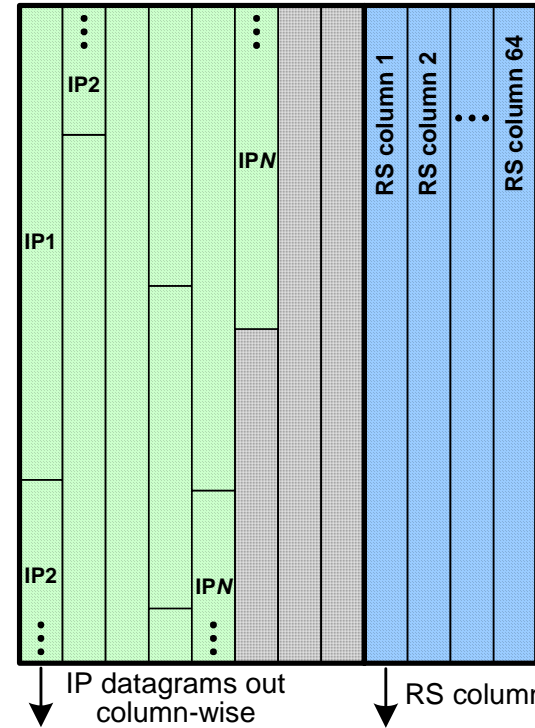 IP1
IP2
IP2
IPN
IPN
RS column 1
RS column 2
RS column 64
IP datagrams out
column-wise
RS colum